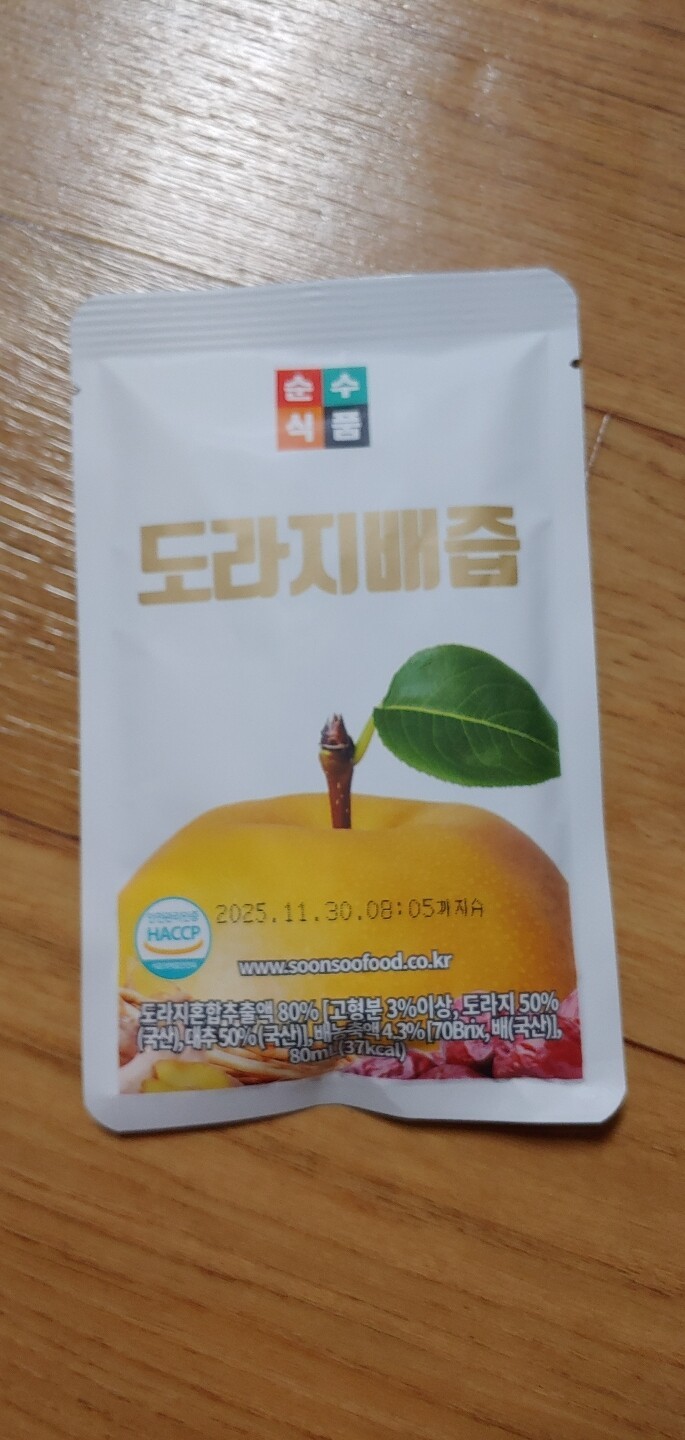 순수
식품
도라지배즙
2025.11.30.08:05까지A
HACCP
www.soonsoofood.co.kr
도라지혼합추출액 80% [고형분 3%이상, 도라지 50%
(국산), 대추 50%(국산)], 배농축액 4.3% [70Brix, 배(국산)],
80mL(37kcal)